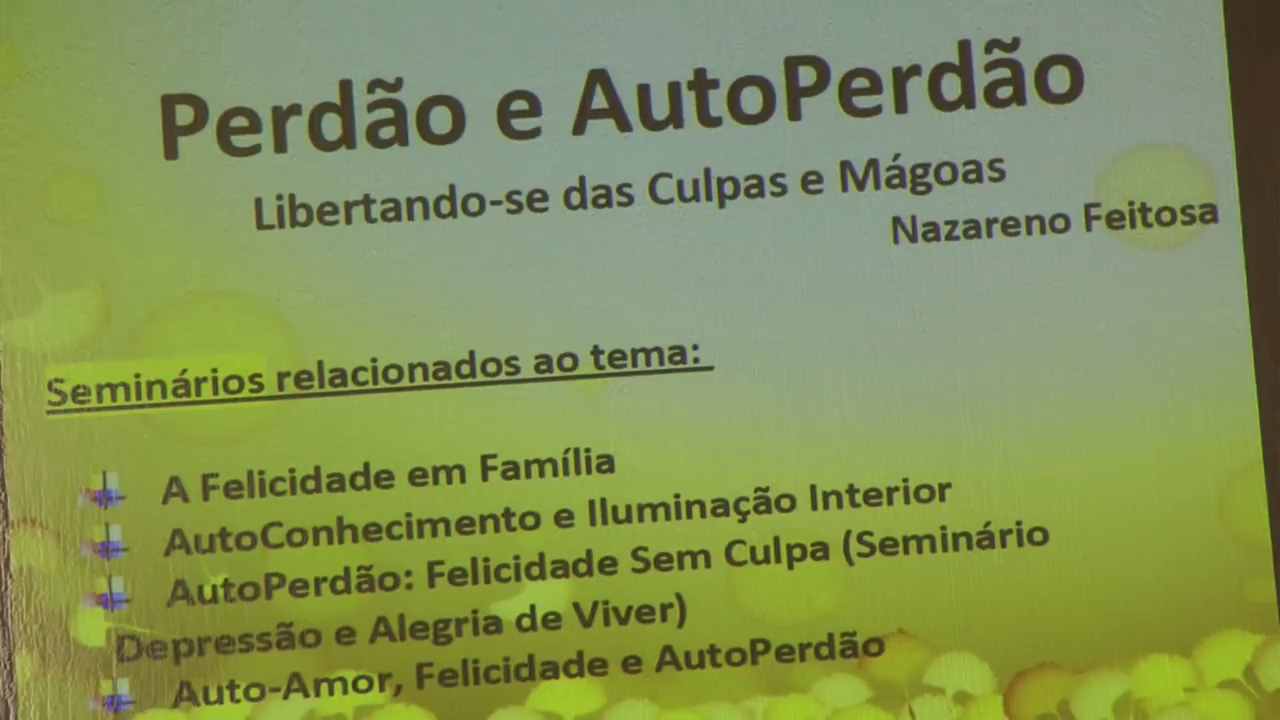 Perdão e AutoPerdão
Libertando-se das Culpas e Mágoas
Nazareno Feitosa
Seminários relacionados ao tema:
A Felicidade em Família
AutoConhecimento e Iluminação Interior
AutoPerdão: Felicidade Sem Culpa (Seminário
Depressão e Alegria de Viver)
Auto-Amor, Felicidade e AutoPerdão